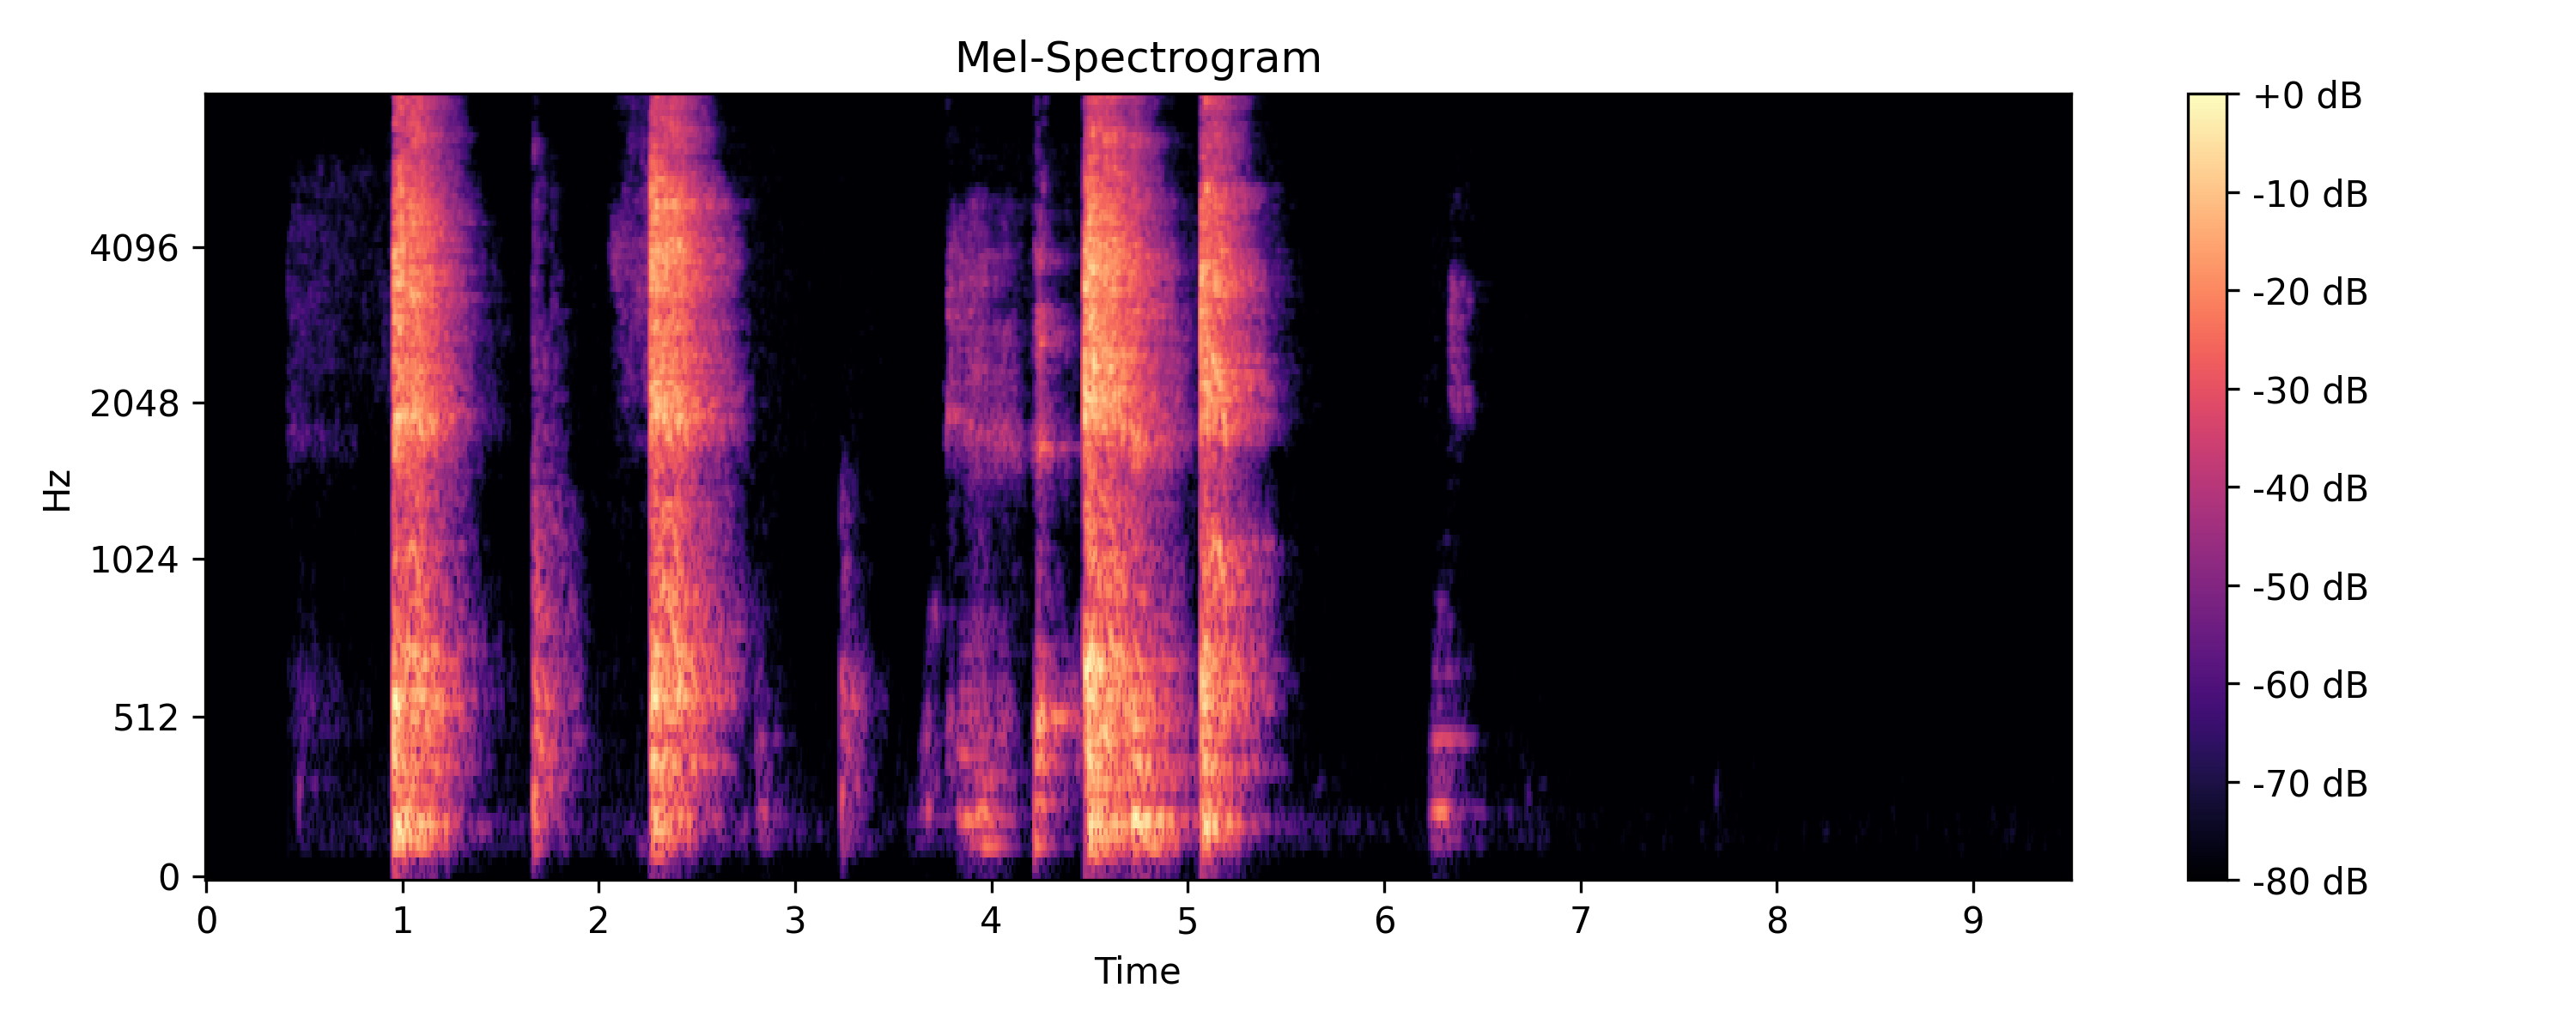 Mel-Spectrogram
+0 dB
-10 dB
-20 dB
-30 dB
-40 dB
-50 dB
-60 dB
-70 dB
-80 dB
4096
2048
1024
512
0
Hz
0 1 2 3 4 5 6 7 8 9
Time